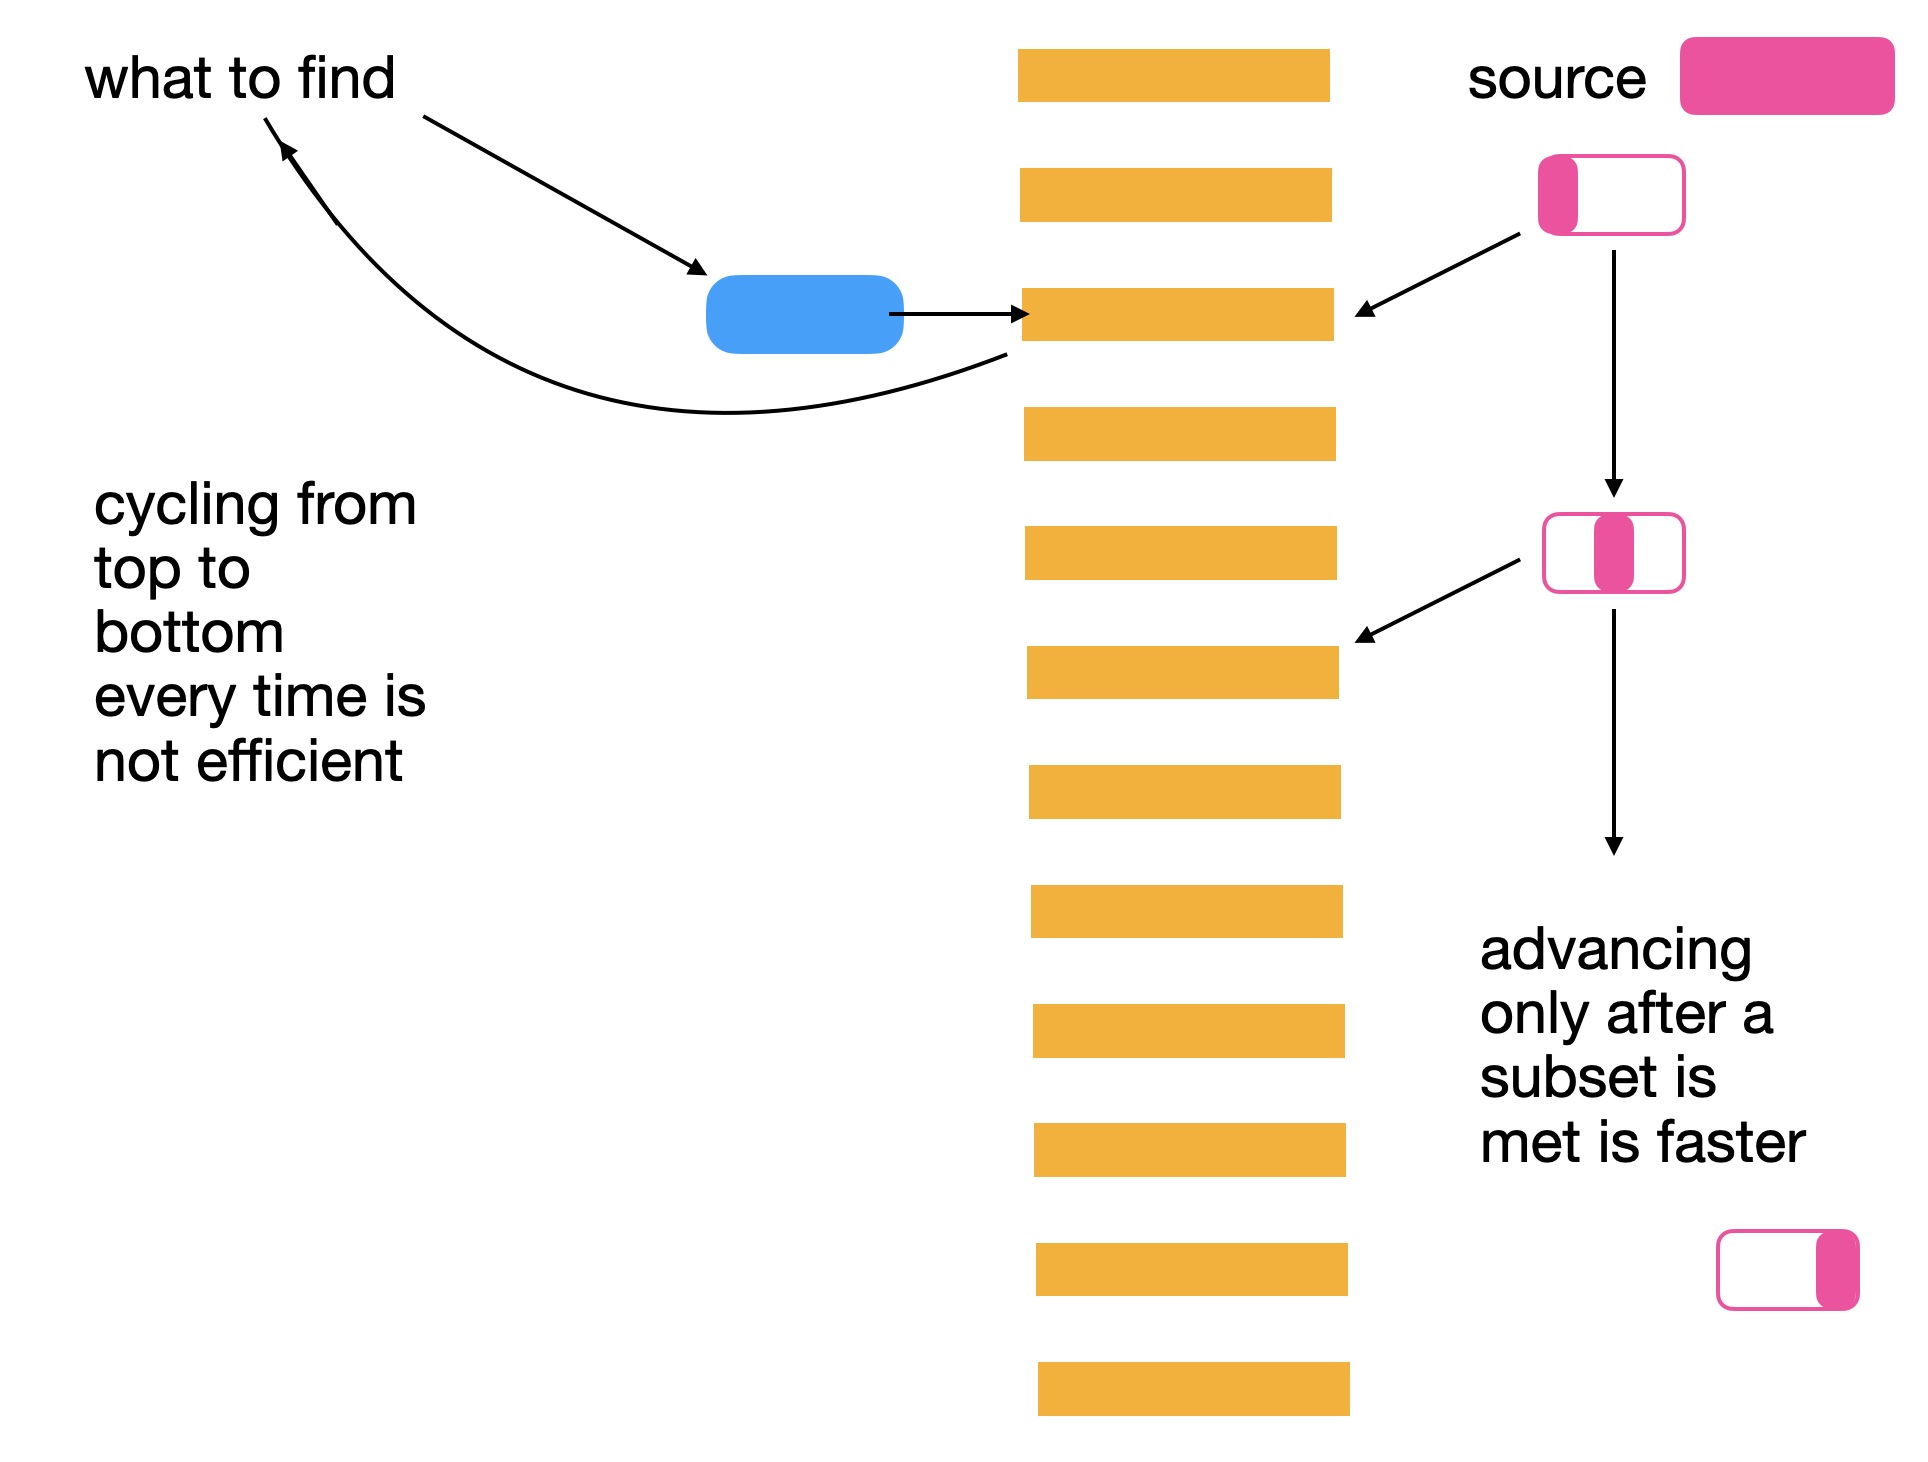 what to find
source
cycling from
top to
bottom
every time is
not efficient
advancing
only after a
subset is
met is faster